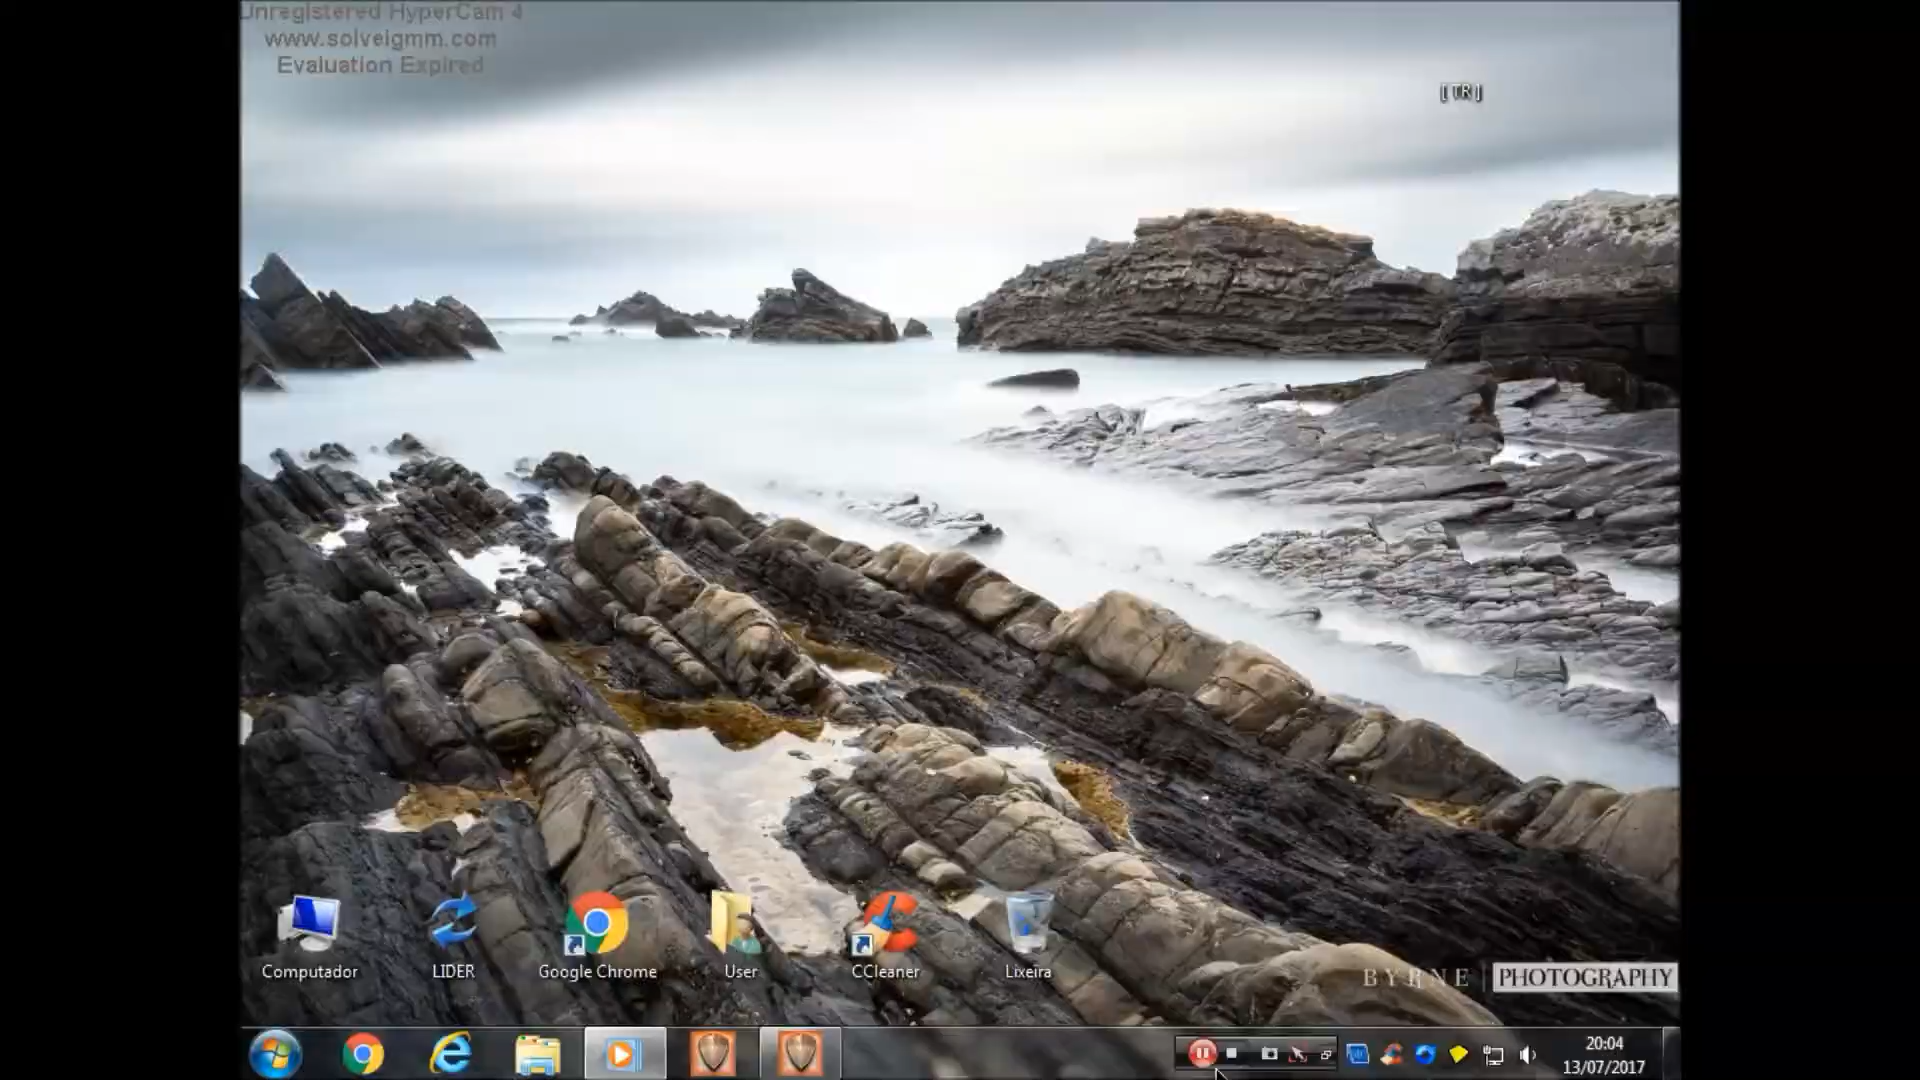 Unregistered HyperCam 4
www.solveigmm.com
Evaluation Expired
[ TR ]
Computador
LIDER
Google Chrome
User
CCleaner
Lixeira
BYRNE | PHOTOGRAPHY
20:04
13/07/2017